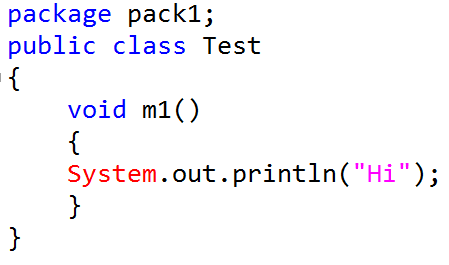 package pack1;
public class Test
{
void m1()
{
System.out.println("Hi");
}
}